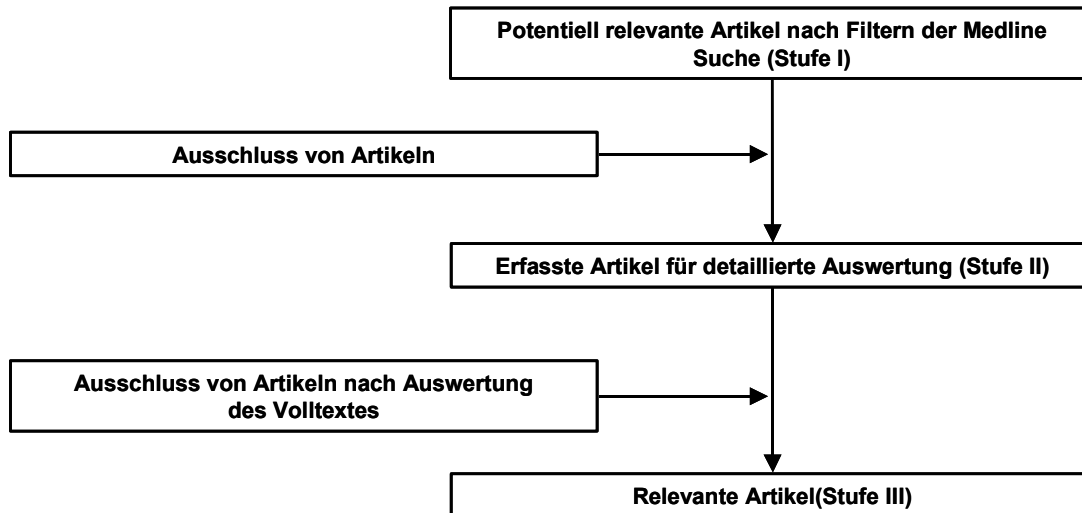 Potentiell relevante Artikel nach Filtern der Medline
Suche (Stufe I)
Ausschluss von Artikeln
Erfasste Artikel für detaillierte Auswertung (Stufe II)
Ausschluss von Artikeln nach Auswertung
des Volltextes
Relevante Artikel(Stufe III)